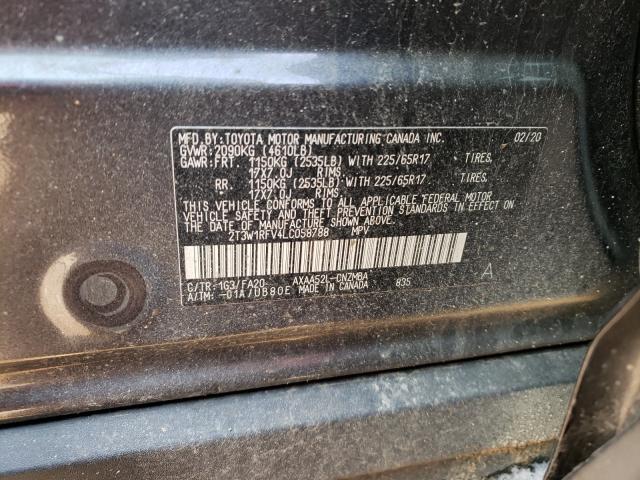 MFD.BY:TOYOTA MOTOR MANUFACTURING CANADA INC. 02/20
GVWR:2090KG (4610LB)
GAWR:FRT. 1150KG (2535LB) WITH 225/65R17 TIRES,
17X7.0J RIMS.
RR. 1150KG (2535LB) WITH 225/65R17 TIRES,
17X7.0J RIMS.
THIS VEHICLE CONFORMS TO ALL APPLICABLE FEDERAL MOTOR
VEHICLE SAFETY AND THEFT PREVENTION STANDARDS IN EFFECT ON
THE DATE OF MANUFACTURE SHOWN ABOVE.
2T3W1RFV4LC058788 MPV
C/TR:1G3/FA20 AXAA52L-CNZMBA 835 A
A/TM:-01A/UB80E MADE IN CANADA